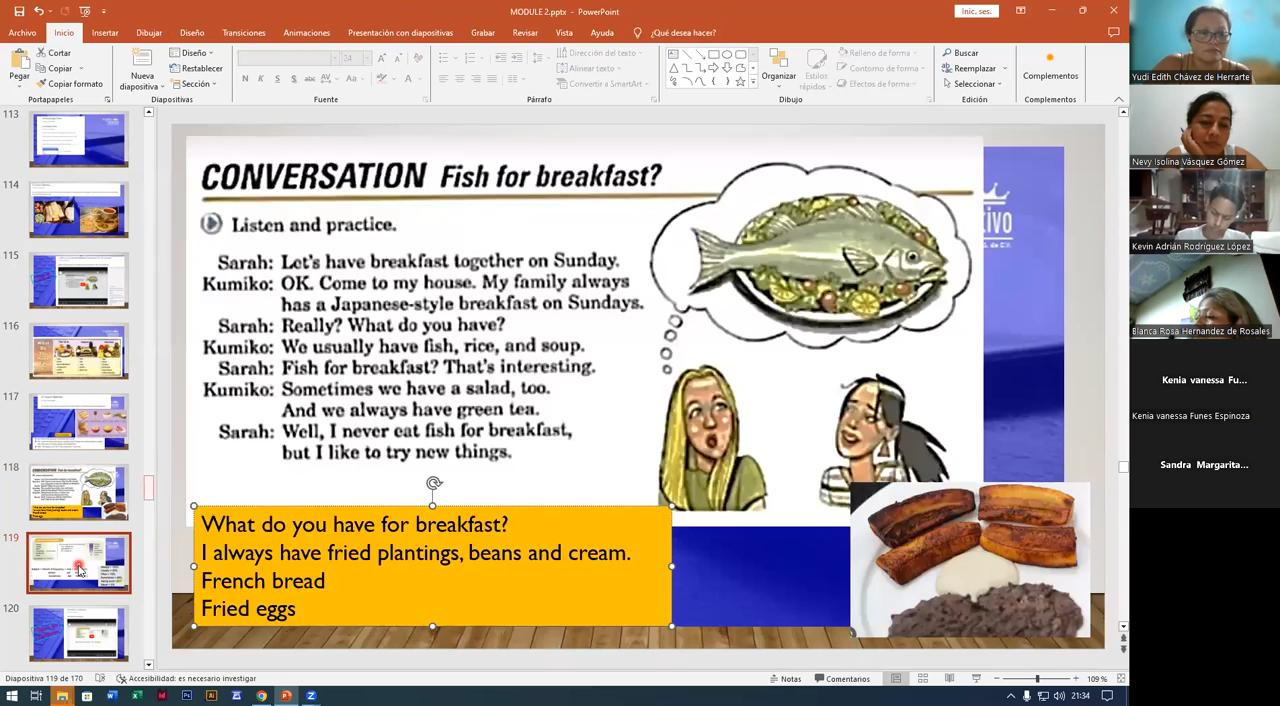 MODULE 2.pptx - PowerPoint
Inic. ses.
Archivo
Inicio
Insertar
Dibujar
Diseño
Transiciones
Animaciones
Presentación con diapositivas
Grabar
Revisar
Vista
Ayuda
¿Qué desea hacer?
Pegar
Cortar
Copiar
Copiar formato
Portapapeles
Nueva
diapositiva
Diseño
Restablecer
Sección
Diapositivas
24
N K S S ab AV Aa A
Fuente
Dirección del texto
Alinear texto
Convertir a SmartArt
Párrafo
Organizar
Estilos
rápidos
Relleno de forma
Contorno de forma
Efectos de forma
Dibujo
Buscar
Reemplazar
Seleccionar
Edición
Complementos
Complementos
113
114
115
116
117
118
119
120
CONVERSATION Fish for breakfast?
Listen and practice.
Sarah: Let's have breakfast together on Sunday.
Kumiko: OK. Come to my house. My family always
has a Japanese-style breakfast on Sundays.
Sarah: Really? What do you have?
Kumiko: We usually have fish, rice, and soup.
Sarah: Fish for breakfast? That's interesting.
Kumiko: Sometimes we have a salad, too.
And we always have green tea.
Sarah: Well, I never eat fish for breakfast,
but I like to try new things.
What do you have for breakfast?
I always have fried plantings, beans and cream.
French bread
Fried eggs
Yudi Edith Chávez de Herrarte
Nevy Isolina Vásquez Gómez
Kevin Adrián Rodríguez López
Blanca Rosa Hernandez de Rosales
Kenia vanessa Fu...
Kenia vanessa Funes Espinoza
Sandra Margarita...
Diapositiva 119 de 170
Accesibilidad: es necesario investigar
Notas
Comentarios
109 %
21:34